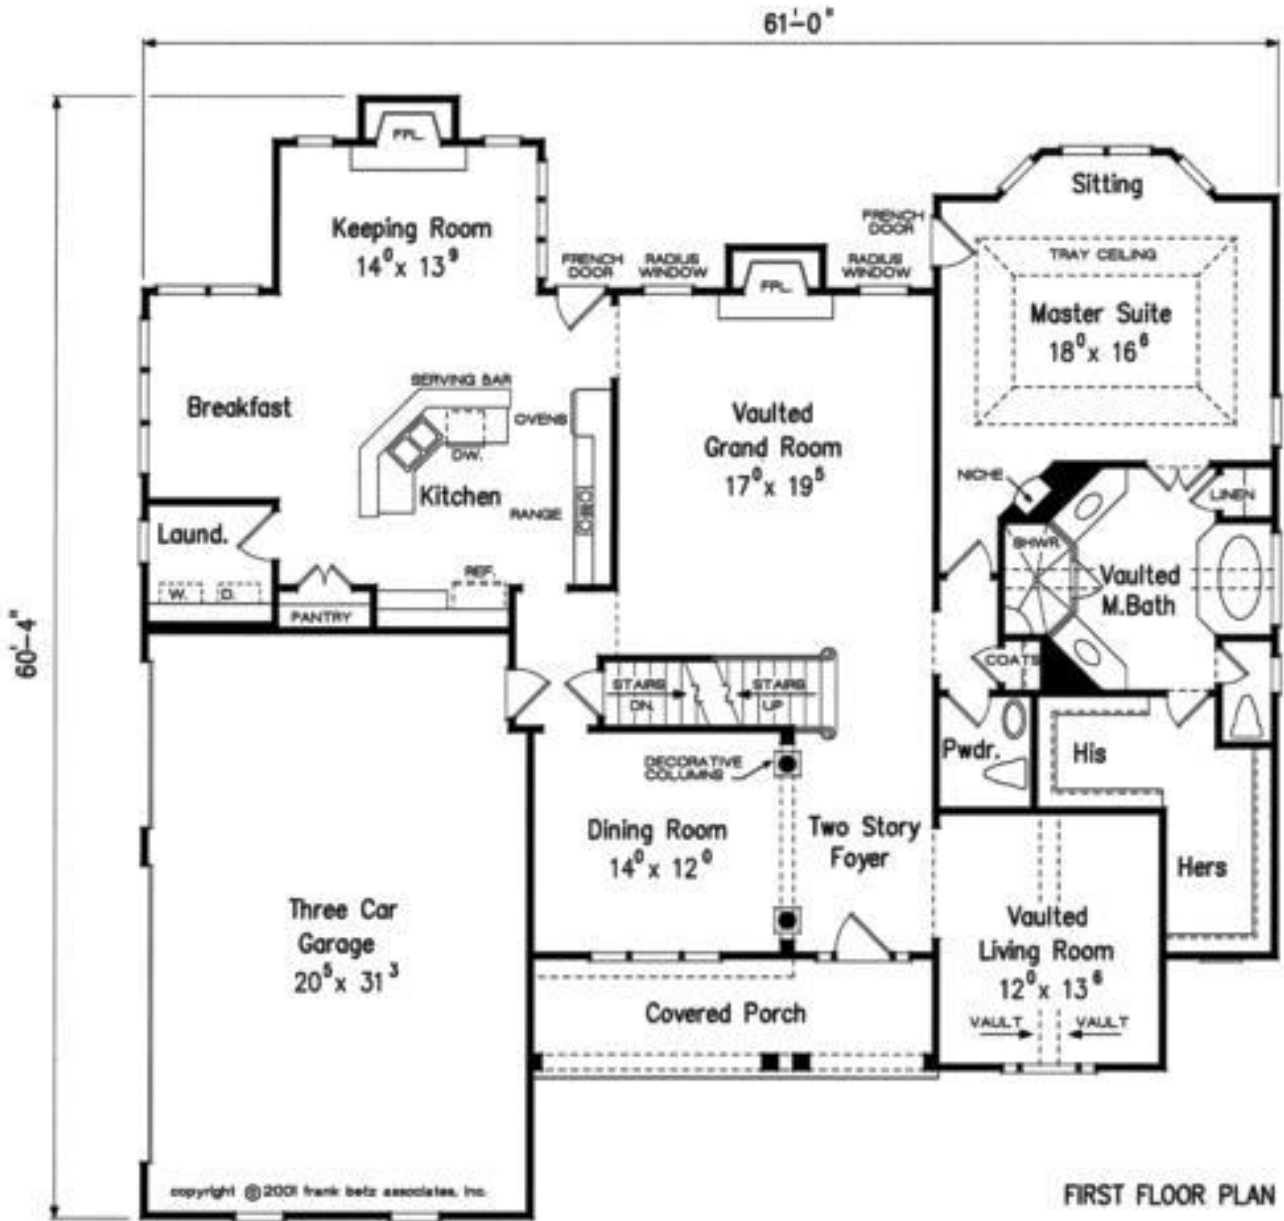 61'-0"
60'-4"
FPL.
Keeping Room
14⁰ x 13⁹
FRENCH
DOOR
RADIUS
WINDOW
FPL.
RADIUS
WINDOW
FRENCH
DOOR
Sitting
TRAY CEILING
Master Suite
18⁰ x 16⁶
Breakfast
SERVING BAR
OVENS
DW.
Kitchen
RANGE
Vaulted
Grand Room
17⁰ x 19⁵
NICHE
LINEN
SHWR.
Vaulted
M.Bath
Laund.
W. D.
PANTRY
REF.
COATS
STAIRS
DN.
STAIRS
UP
DECORATIVE
COLUMNS
Pwdr.
His
Hers
Dining Room
14⁰ x 12⁰
Two Story
Foyer
Three Car
Garage
20⁵ x 31³
Vaulted
Living Room
12⁰ x 13⁶
VAULT VAULT
Covered Porch
copyright ©2001 frank betz associates, inc.
FIRST FLOOR PLAN